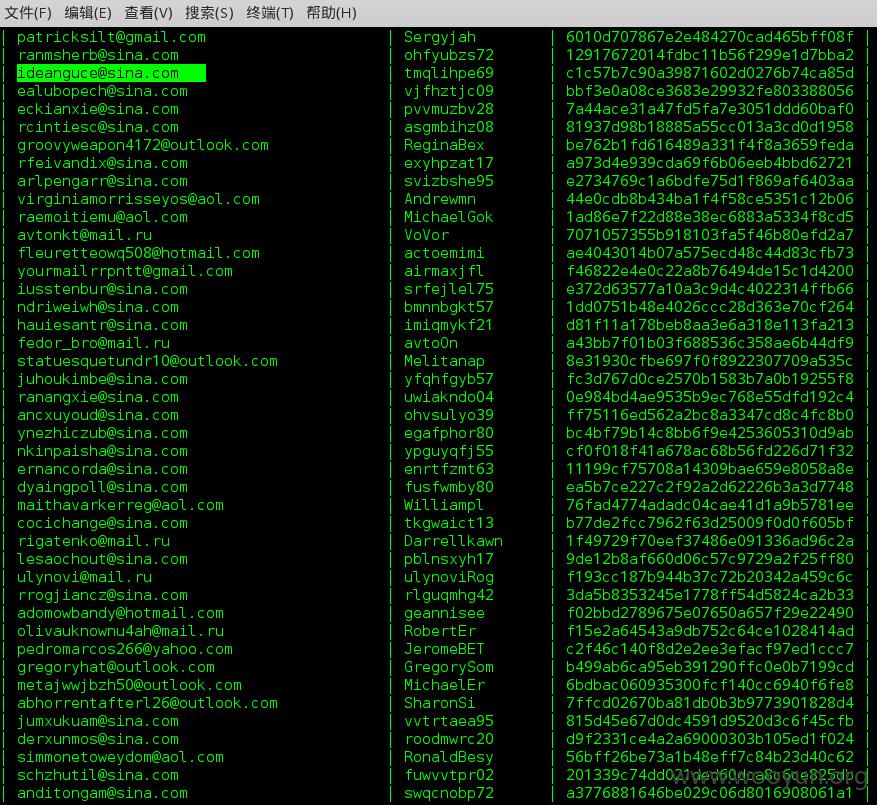 文件(F) 编辑(E) 查看(V) 搜索(S) 终端(T) 帮助(H)
| patricksilt@gmail.com | Sergyjah | 6010d707867e2e484270cad465bff08f |
| ranmsherb@sina.com | ohfyubzs72 | 12917672014fdbc11b56f299e1d7bba2 |
| ideanguce@sina.com | tmqlihpe69 | c1c57b7c90a39871602d0276b74ca85d |
| ealubopech@sina.com | vjfhztjc09 | bbf3e0a08ce3683e29932fe803388056 |
| eckianxie@sina.com | pvvmuzbv28 | 7a44ace31a47fd5fa7e3051ddd60baf0 |
| rcintiesc@sina.com | asgmbihz08 | 81937d98b18885a55cc013a3cd0d1958 |
| groovyweapon4172@outlook.com | ReginaBex | be762b1fd616489a331f4f8a3659feda |
| rfeivandix@sina.com | exyhpzat17 | a973d4e939cda69f6b06eeb4bbd62721 |
| arlpengarr@sina.com | svizbshe95 | e2734769c1a6bdfe75d1f869af6403aa |
| virginiamorrisseyos@aol.com | Andrewmn | 44e0cdb8b434ba1f4f58ce5351c12b06 |
| raemoitiemu@aol.com | MichaelGok | 1ad86e7f22d88e38ec6883a5334f8cd5 |
| avtonkt@mail.ru | VoVor | 7071057355b918103fa5f46b80efd2a7 |
| fleuretteowq508@hotmail.com | actoemimi | ae4043014b07a575ecd48c44d83cfb73 |
| yourmailrrpntt@gmail.com | airmaxjfl | f46822e4e0c22a8b76494de15c1d4200 |
| iusstenbur@sina.com | srfejlel75 | e372d63577a10a3c9d4c4022314ffb66 |
| ndriweiwh@sina.com | bmnnbgkt57 | 1dd0751b48e4026ccc28d363e70cf264 |
| hauiesantr@sina.com | imiqmykf21 | d81f11a178beb8aa3e6a318e113fa213 |
| fedor_bro@mail.ru | avtoOn | a43bb7f01b03f688536c358ae6b44df9 |
| statuesquetundr10@outlook.com | Melitanap | 8e31930cfbe697f0f8922307709a535c |
| juhoukimbe@sina.com | yfqhfgyb57 | fc3d767d0ce2570b1583b7a0b19255f8 |
| ranangxie@sina.com | uwiakndo04 | 0e984bd4ae9535b9ec768e55dfd192c4 |
| ancxuyoud@sina.com | ohvsulyo39 | ff75116ed562a2bc8a3347cd8c4fc8b0 |
| ynezhiczub@sina.com | egafphor80 | bc4bf79b14c8bb6f9e4253605310d9ab |
| nkinpaisha@sina.com | ypguyqfj55 | cf0f018f41a678ac68b56fd226d71f32 |
| ernancorda@sina.com | enrtfzmt63 | 11199cf75708a14309bae659e8058a8e |
| dyaingpoll@sina.com | fusfwmby80 | ea5b7ce227c2f92a2d62226b3a3d7748 |
| maithavarkerreg@aol.com | Williampl | 76fad4774adadc04cae41d1a9b5781ee |
| cocichange@sina.com | tkgwaict13 | b77de2fcc7962f63d25009f0d0f605bf |
| rigatenko@mail.ru | Darrellkawn | 1f49729f70eef37486e091336ad96c2a |
| lesaochout@sina.com | pblnsxyh17 | 9de12b8af660d06c57c9729a2f25ff80 |
| ulynovi@mail.ru | ulynoviRog | f193cc187b944b37c72b20342a459c6c |
| rrogjiancz@sina.com | rlguqmhg42 | 3da5b8353245e1778ff54d5824ca2b33 |
| adomowbandy@hotmail.com | geannisee | f02bbd2789675e07650a657f29e22490 |
| olivauknownu4ah@mail.ru | RobertEr | f15e2a64543a9db752c64ce1028414ad |
| pedromarcos266@yahoo.com | JeromeBET | c2f46c140f8d2e2ee3efacf97ed1ccc7 |
| gregoryhat@outlook.com | GregorySom | b499ab6ca95eb391290ffc0e0b7199cd |
| metajwwjbzh50@outlook.com | MichaelEr | 6bdbac060935300fcf140cc6940f6fe8 |
| abhorrentafterl26@outlook.com | SharonSi | 7ffcd02670ba81db0b3b9773901828d4 |
| jumxukuam@sina.com | vvtrtaea95 | 815d45e67d0dc4591d9520d3c6f45cfb |
| derxunmos@sina.com | roodmwrc20 | d9f2331ce4a2a69000303b105ed1f024 |
| simmonetoweydom@aol.com | RonaldBesy | 56bff26be73a1b48eff7c84b23d40c62 |
| schzhutil@sina.com | fuwvvtpr02 |
| anditongam@sina.com | swqcnobp72 | a3776881646be029c06d8016908061a1 |
www.wooyun.org